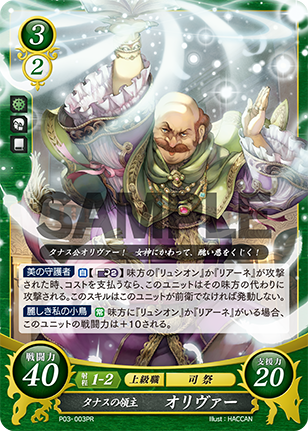 3
2
SAMPLE
タナス公オリヴァー！ 女神にかわって、醜い悪をくじく！
美の守護者 自 味方の『リュシオン』か『リアーネ』が攻撃
された時、コストを支払うなら、このユニットはその味方の代わりに
攻撃される。このスキルはこのユニットが前衛でなければ発動しない。
麗しき私の小鳥 常 味方に『リュシオン』か『リアーネ』がいる場合、
このユニットの戦闘力は＋10される。
戦闘力
40
射程 1-2 上級職 司祭
タナスの領主 オリヴァー
支援力
20
P03-003PR
Illust : HACCAN